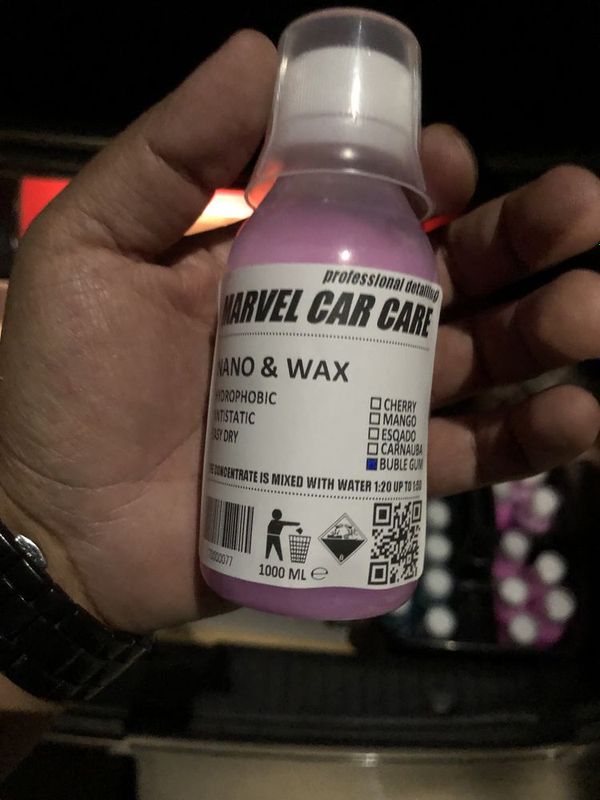 professional detailing
MARVEL CAR CARE
NANO & WAX
HYDROPHOBIC
ANTISTATIC
EASY DRY
CHERRY
MANGO
ESQADO
CARNAUBA
BUBLE GUM
THE CONCENTRATE IS MIXED WITH WATER 1:20 UP TO 1:50
1000 ML ℮